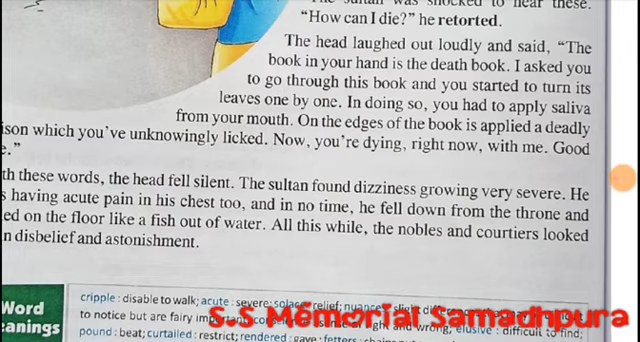 The sultan was shocked to hear these.
"How can I die?" he retorted.
The head laughed out loudly and said, "The
book in your hand is the death book. I asked you
to go through this book and you started to turn its
leaves one by one. In doing so, you had to apply saliva
from your mouth. On the edges of the book is applied a deadly
ison which you've unknowingly licked. Now, you're dying, right now, with me. Good
e."
th these words, the head fell silent. The sultan found dizziness growing very severe. He
s having acute pain in his chest too, and in no time, he fell down from the throne and
ed on the floor like a fish out of water. All this while, the nobles and courtiers looked
n disbelief and astonishment.
Word
eanings
cripple : disable to walk; acute : severe; solace : relief; nuance
to notice but are fairy important; ght and wrong, elusive : difficult to find;
pound : beat; curtailed : restrict; rendered : gave; fetters
S.S Memorial Samadhpura